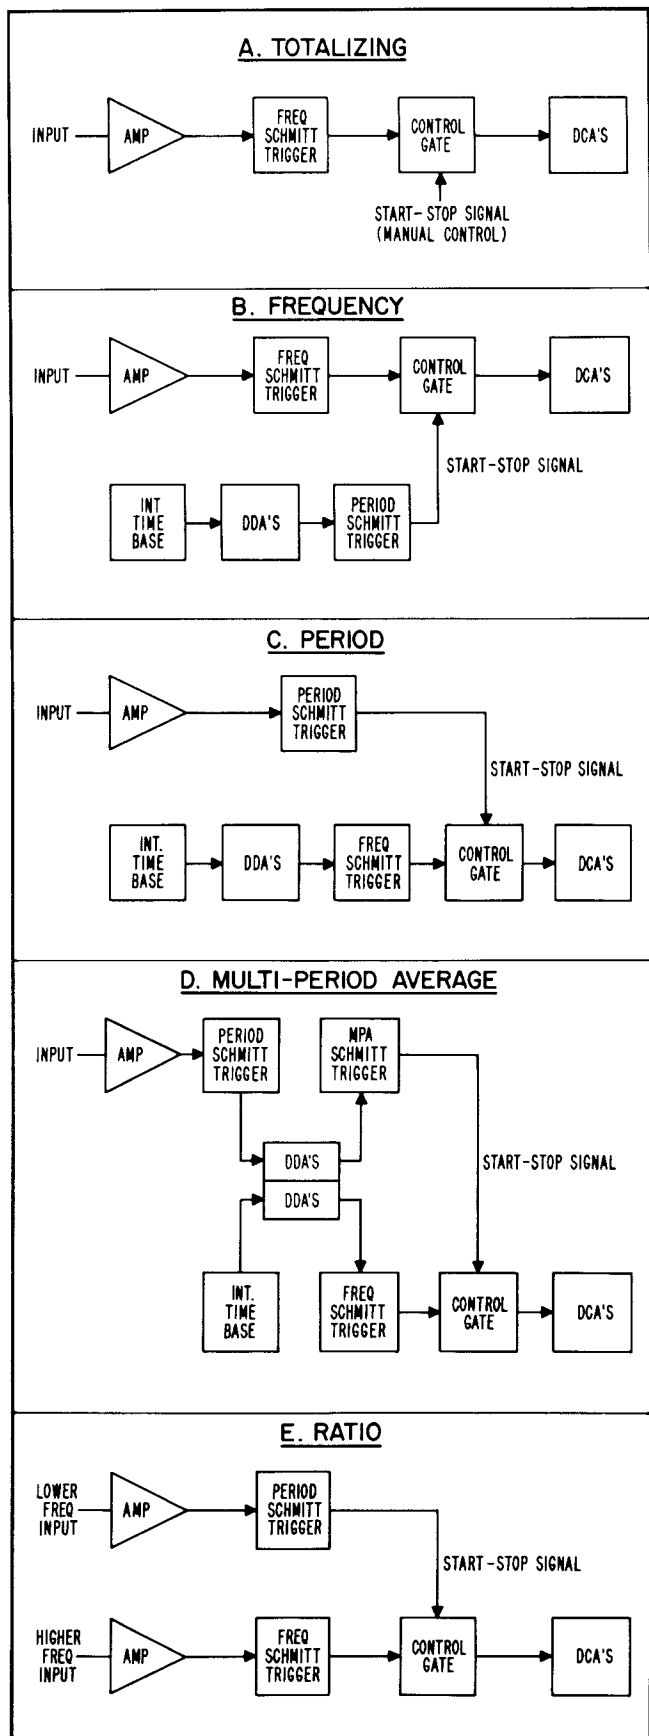 A. TOTALIZING
INPUT
AMP
FREQ
SCHMITT
TRIGGER
CONTROL
GATE
DCA'S
START-STOP SIGNAL
(MANUAL CONTROL)
B. FREQUENCY
INPUT
AMP
FREQ
SCHMITT
TRIGGER
CONTROL
GATE
DCA'S
START-STOP SIGNAL
INT
TIME
BASE
DDA'S
PERIOD
SCHMITT
TRIGGER
C. PERIOD
INPUT
AMP
PERIOD
SCHMITT
TRIGGER
START-STOP SIGNAL
INT.
TIME
BASE
DDA'S
FREQ
SCHMITT
TRIGGER
CONTROL
GATE
DCA'S
D. MULTI-PERIOD AVERAGE
INPUT
AMP
PERIOD
SCHMITT
TRIGGER
MPA
SCHMITT
TRIGGER
DDA'S
START-STOP SIGNAL
DDA'S
INT.
TIME
BASE
FREQ
SCHMITT
TRIGGER
CONTROL
GATE
DCA'S
E. RATIO
LOWER
FREQ
INPUT
AMP
PERIOD
SCHMITT
TRIGGER
START-STOP SIGNAL
HIGHER
FREQ
INPUT
AMP
FREQ
SCHMITT
TRIGGER
CONTROL
GATE
DCA'S